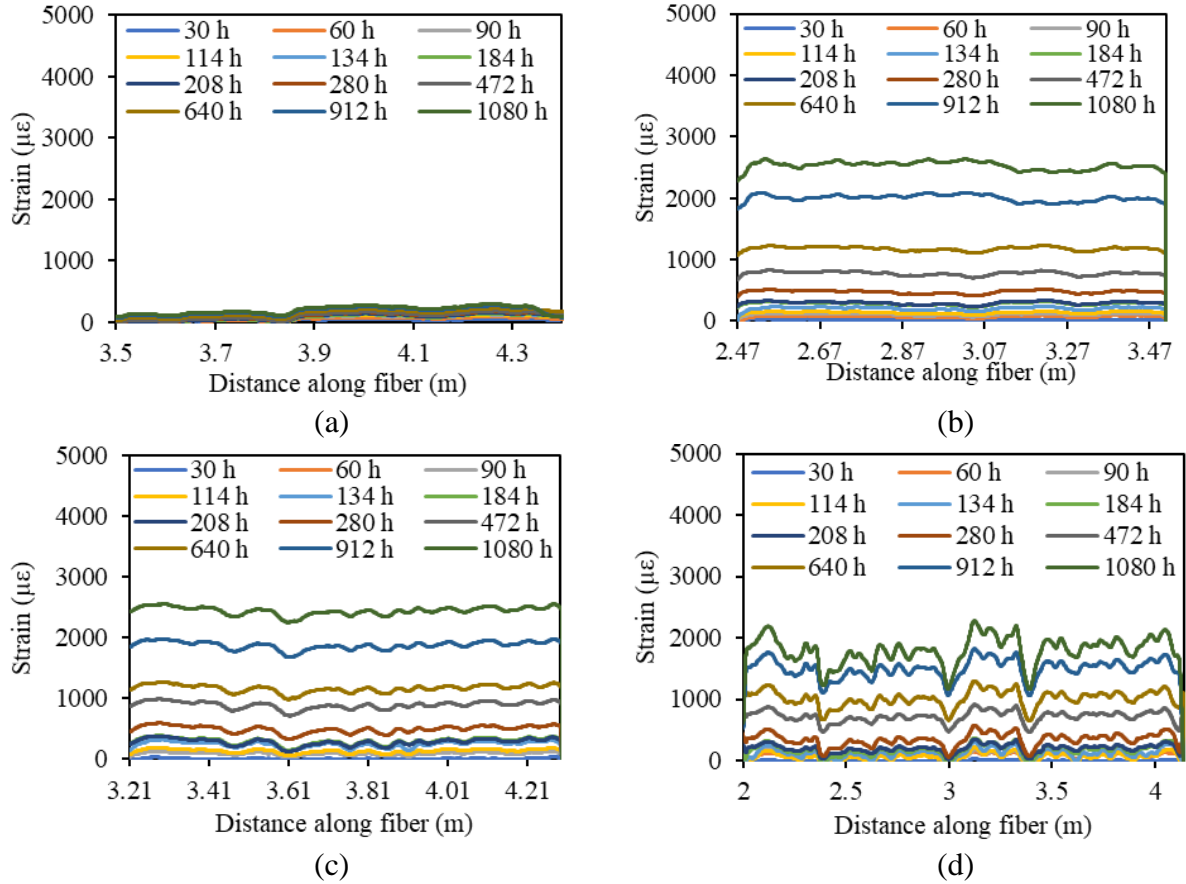 5000
4000
3000
2000
1000
0
Strain (με)
30 h 60 h 90 h
114 h 134 h 184 h
208 h 280 h 472 h
640 h 912 h 1080 h
3.5 3.7 3.9 4.1 4.3
Distance along fiber (m)
(a)
5000
4000
3000
2000
1000
0
Strain (με)
30 h 60 h 90 h
114 h 134 h 184 h
208 h 280 h 472 h
640 h 912 h 1080 h
2.47 2.67 2.87 3.07 3.27 3.47
Distance along fiber (m)
(b)
5000
4000
3000
2000
1000
0
Strain (με)
30 h 60 h 90 h
114 h 134 h 184 h
208 h 280 h 472 h
640 h 912 h 1080 h
3.21 3.41 3.61 3.81 4.01 4.21
Distance along fiber (m)
(c)
5000
4000
3000
2000
1000
0
Strain (με)
30 h 60 h 90 h
114 h 134 h 184 h
208 h 280 h 472 h
640 h 912 h 1080 h
2 2.5 3 3.5 4
Distance along fiber (m)
(d)